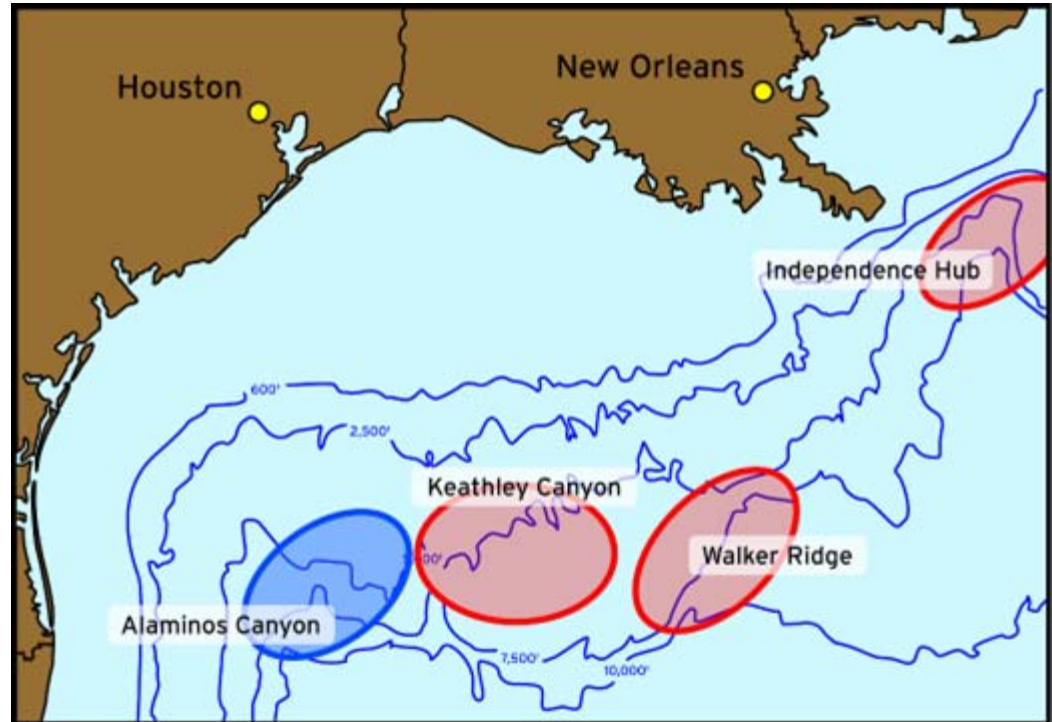 Houston
New Orleans
Independence Hub
600'
2,500'
Keathley Canyon
Walker Ridge
Alaminos Canyon
7,500'
10,000'